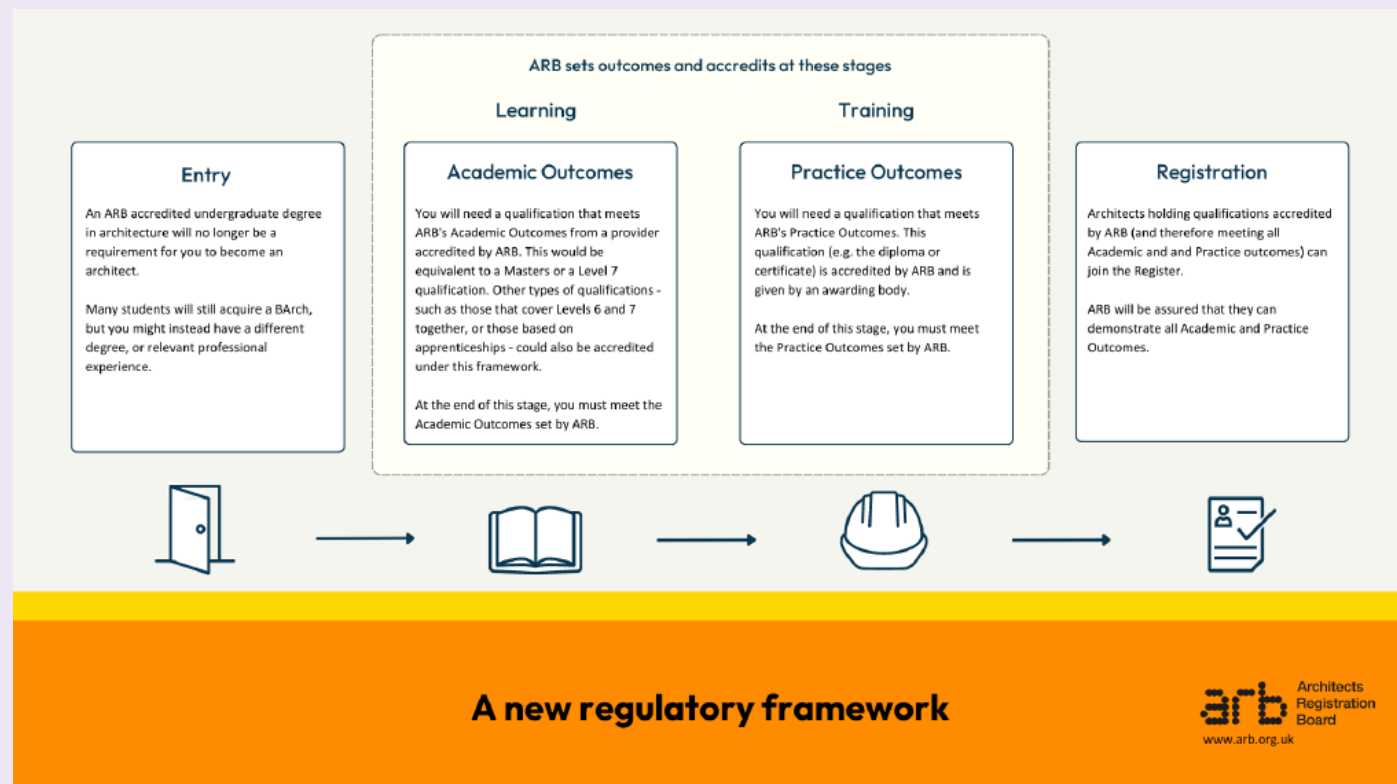 ARB sets outcomes and accredits at these stages
Learning
Training
Entry
An ARB accredited undergraduate degree
in architecture will no longer be a
requirement for you to become an
architect.
Many students will still acquire a BArch,
but you might instead have a different
degree, or relevant professional
experience.
Academic Outcomes
You will need a qualification that meets
ARB's Academic Outcomes from a provider
accredited by ARB. This would be
equivalent to a Masters or a Level 7
qualification. Other types of qualifications -
such as those that cover Levels 6 and 7
together, or those based on
apprenticeships - could also be accredited
under this framework.
At the end of this stage, you must meet the
Academic Outcomes set by ARB.
Practice Outcomes
You will need a qualification that meets
ARB's Practice Outcomes. This
qualification (e.g. the diploma or
certificate) is accredited by ARB and is
given by an awarding body.
At the end of this stage, you must meet
the Practice Outcomes set by ARB.
Registration
Architects holding qualifications accredited
by ARB (and therefore meeting all
Academic and and Practice outcomes) can
join the Register.
ARB will be assured that they can
demonstrate all Academic and Practice
Outcomes.
A new regulatory framework
arb
Architects
Registration
Board
www.arb.org.uk